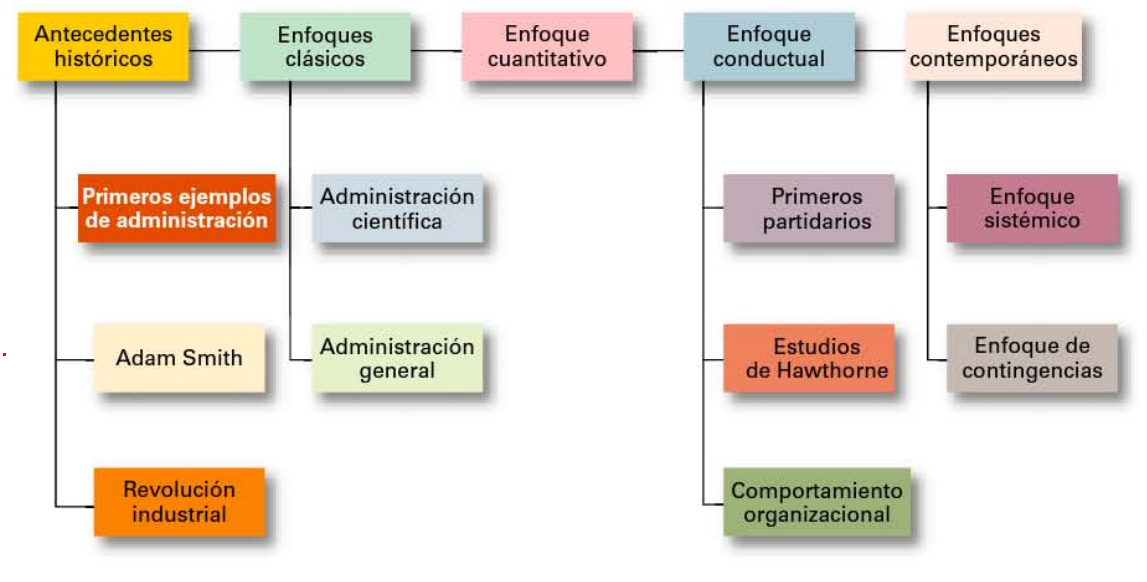 Antecedentes
históricos
Enfoques
clásicos
Enfoque
cuantitativo
Enfoque
conductual
Enfoques
contemporáneos
Primeros ejemplos
de administración
Administración
científica
Primeros
partidarios
Enfoque
sistémico
Adam Smith
Administración
general
Estudios
de Hawthorne
Enfoque de
contingencias
Revolución
industrial
Comportamiento
organizacional